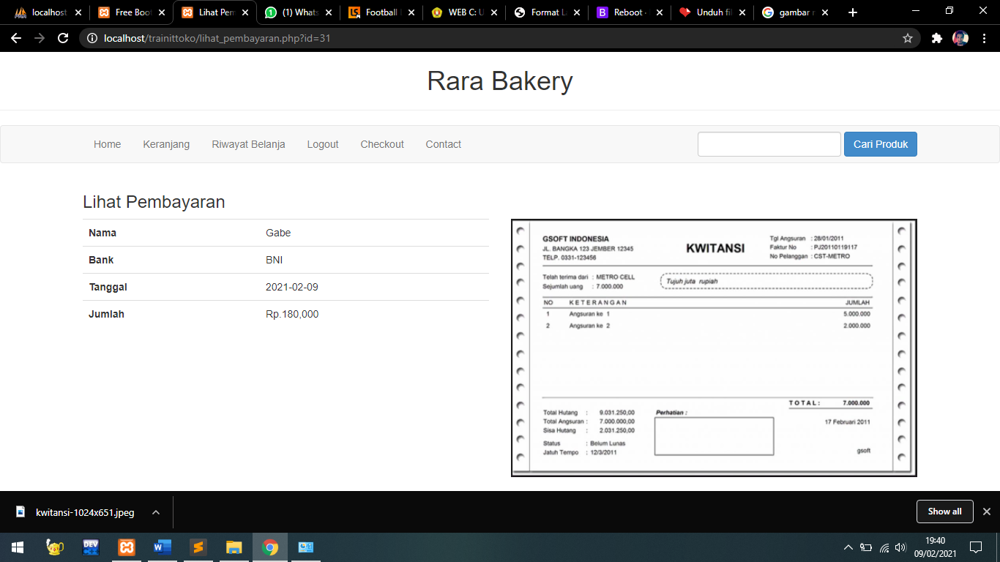 localhost
Free Boot
Lihat Pem
(1) Whats
Football
WEB C: U
Format L
Reboot
Unduh fi
gambar r
localhost/trainittoko/lihat_pembayaran.php?id=31
Rara Bakery
Home Keranjang Riwayat Belanja Logout Checkout Contact Cari Produk
Lihat Pembayaran
Nama Gabe
Bank BNI
Tanggal 2021-02-09
Jumlah Rp.180,000
GSOFT INDONESIA
JL. BANGKA 123 JEMBER 12345
TELP. 0331-123456
KWITANSI
Tgl Angsuran : 28/01/2011
Faktur No : PJ20110119117
No Pelanggan : CST-METRO
Telah terima dari : METRO CELL
Sejumlah uang : 7.000.000
Tujuh juta rupiah
NO KETERANGAN JUMLAH
1 Angsuran ke 1 5.000.000
2 Angsuran ke 2 2.000.000
TOTAL : 7.000.000
Total Hutang : 9.031.250,00
Total Angsuran : 7.000.000,00
Sisa Hutang : 2.031.250,00
Status : Belum Lunas
Jatuh Tempo : 12/3/2011
Perhatian :
17 Februari 2011
gsoft
kwitansi-1024x651.jpeg
Show all
DEV
19:40
09/02/2021